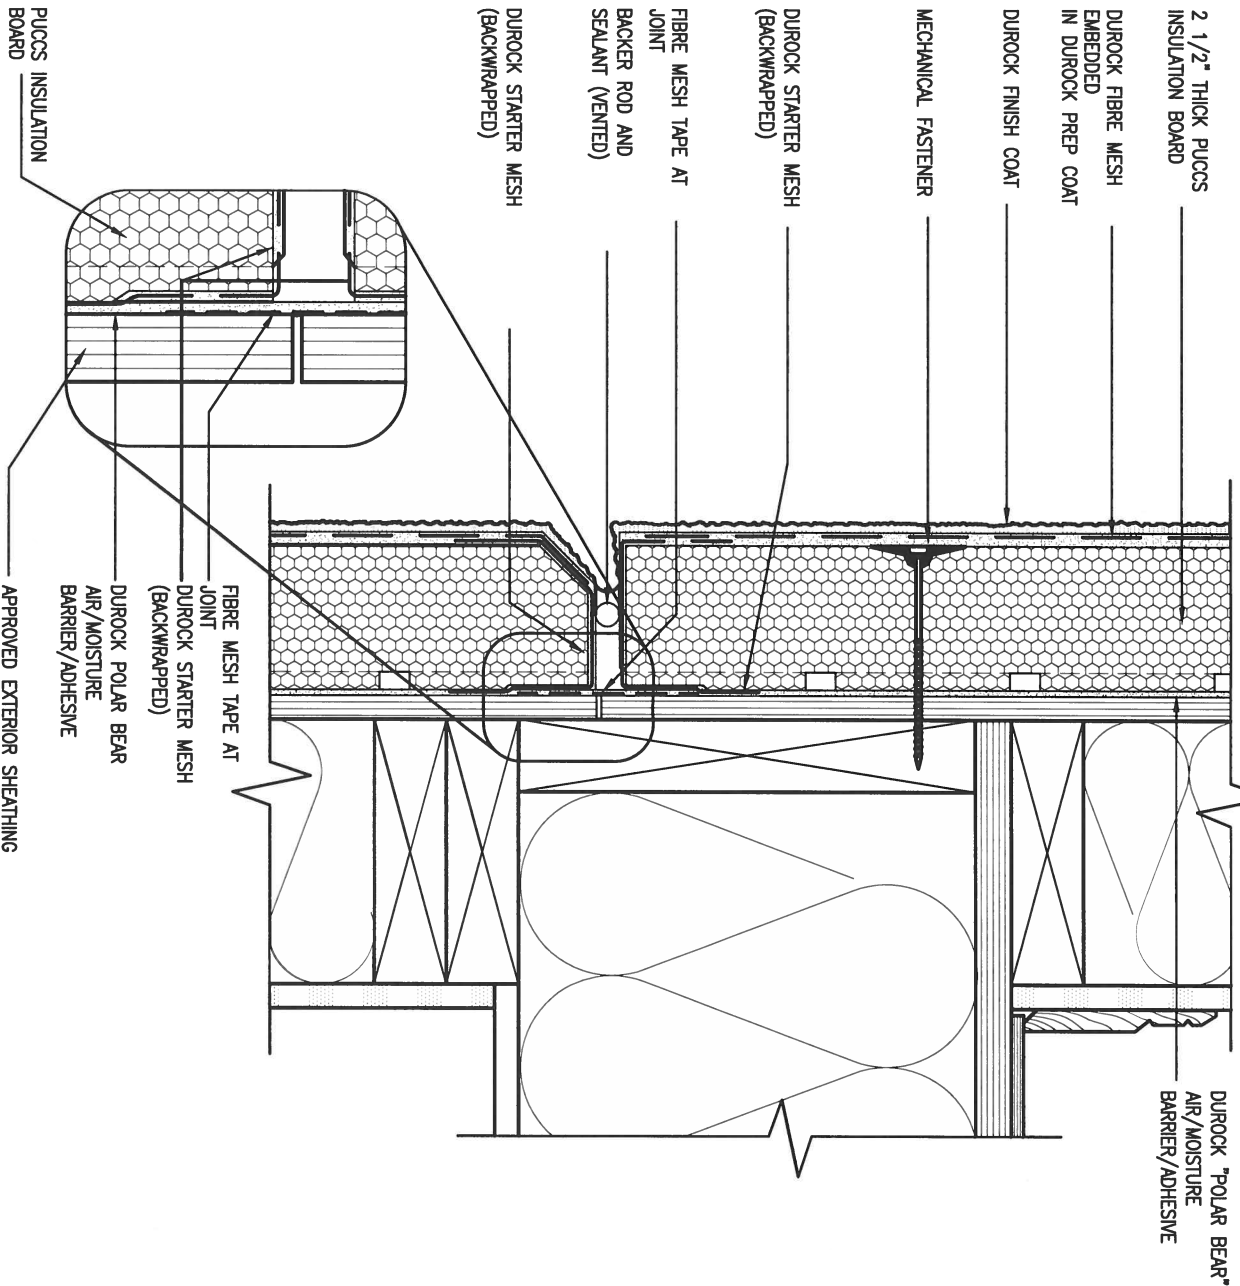 2 1/2" THICK PUCCS
INSULATION BOARD
DUROCK FIBRE MESH
EMBEDDED
IN DUROCK PREP COAT
DUROCK FINISH COAT
MECHANICAL FASTENER
DUROCK STARTER MESH
(BACKWRAPPED)
FIBRE MESH TAPE AT
JOINT
BACKER ROD AND
SEALANT (VENTED)
DUROCK STARTER MESH
(BACKWRAPPED)
PUCCS INSULATION
BOARD
DUROCK "POLAR BEAR"
AIR/MOISTURE
BARRIER/ADHESIVE
FIBRE MESH TAPE AT
JOINT
DUROCK STARTER MESH
(BACKWRAPPED)
DUROCK POLAR BEAR
AIR/MOISTURE
BARRIER/ADHESIVE
APPROVED EXTERIOR SHEATHING